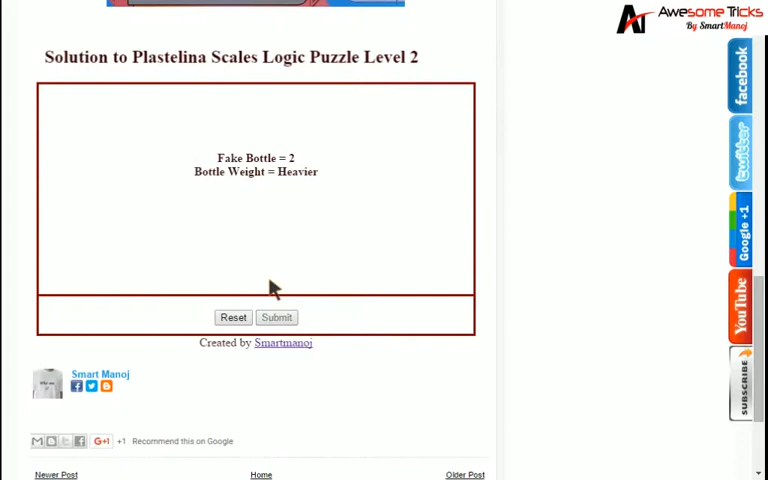 Awesome Tricks
By SmartManoj
Solution to Plastelina Scales Logic Puzzle Level 2
Fake Bottle = 2
Bottle Weight = Heavier
Reset Submit
Created by Smartmanoj
Smart Manoj
G+1 +1 Recommend this on Google
Newer Post Home Older Post
facebook
twitter
Google +1
YouTube
SUBSCRIBE